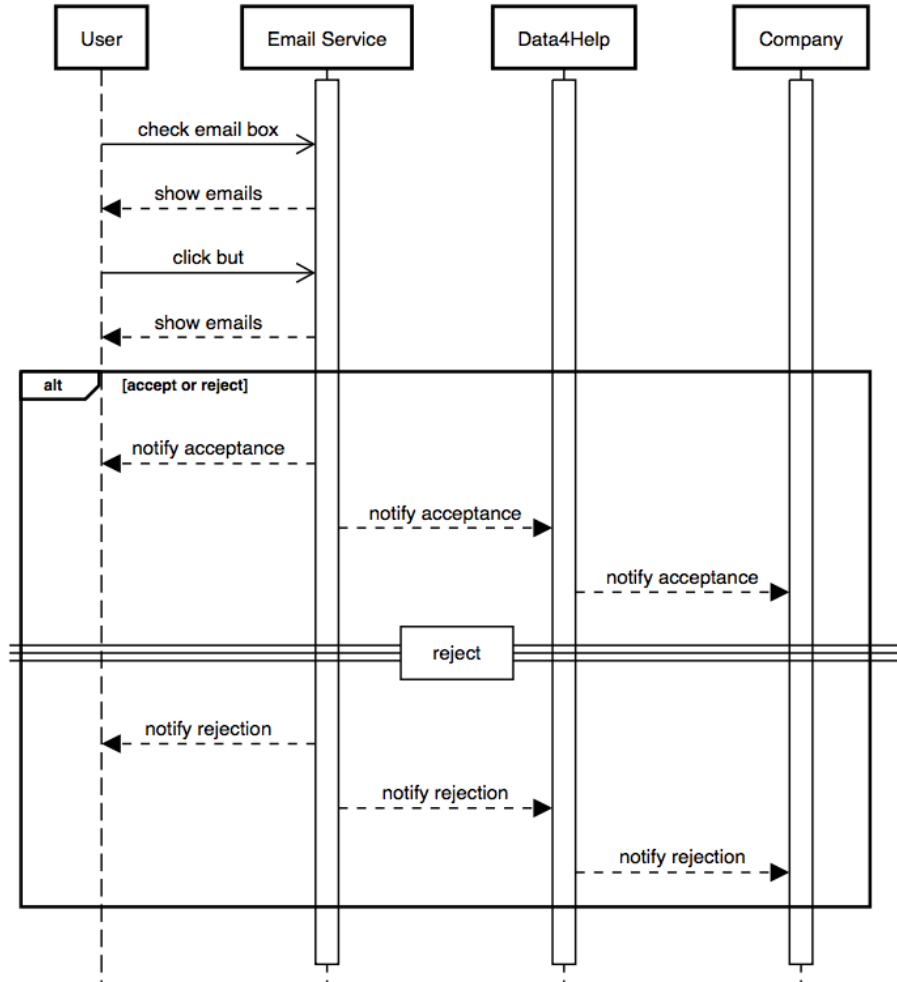 User
Email Service
Data4Help
Company
check email box
show emails
click but
show emails
alt
[accept or reject]
notify acceptance
notify acceptance
notify acceptance
reject
notify rejection
notify rejection
notify rejection